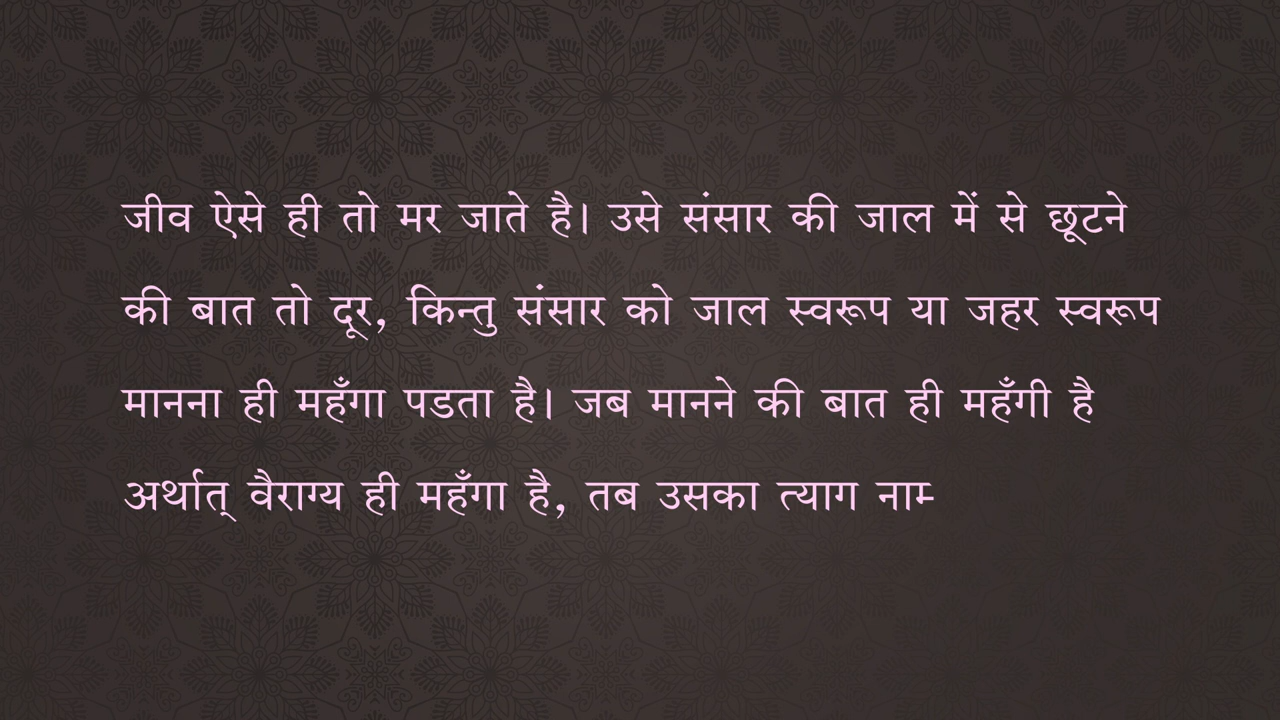 जीव ऐसे ही तो मर जाते है। उसे संसार की जाल में से छूटने
की बात तो दूर, किन्तु संसार को जाल स्वरूप या जहर स्वरूप
मानना ही महँगा पडता है। जब मानने की बात ही महँगी है
अर्थात् वैराग्य ही महँगा है, तब उसका त्याग नाम्